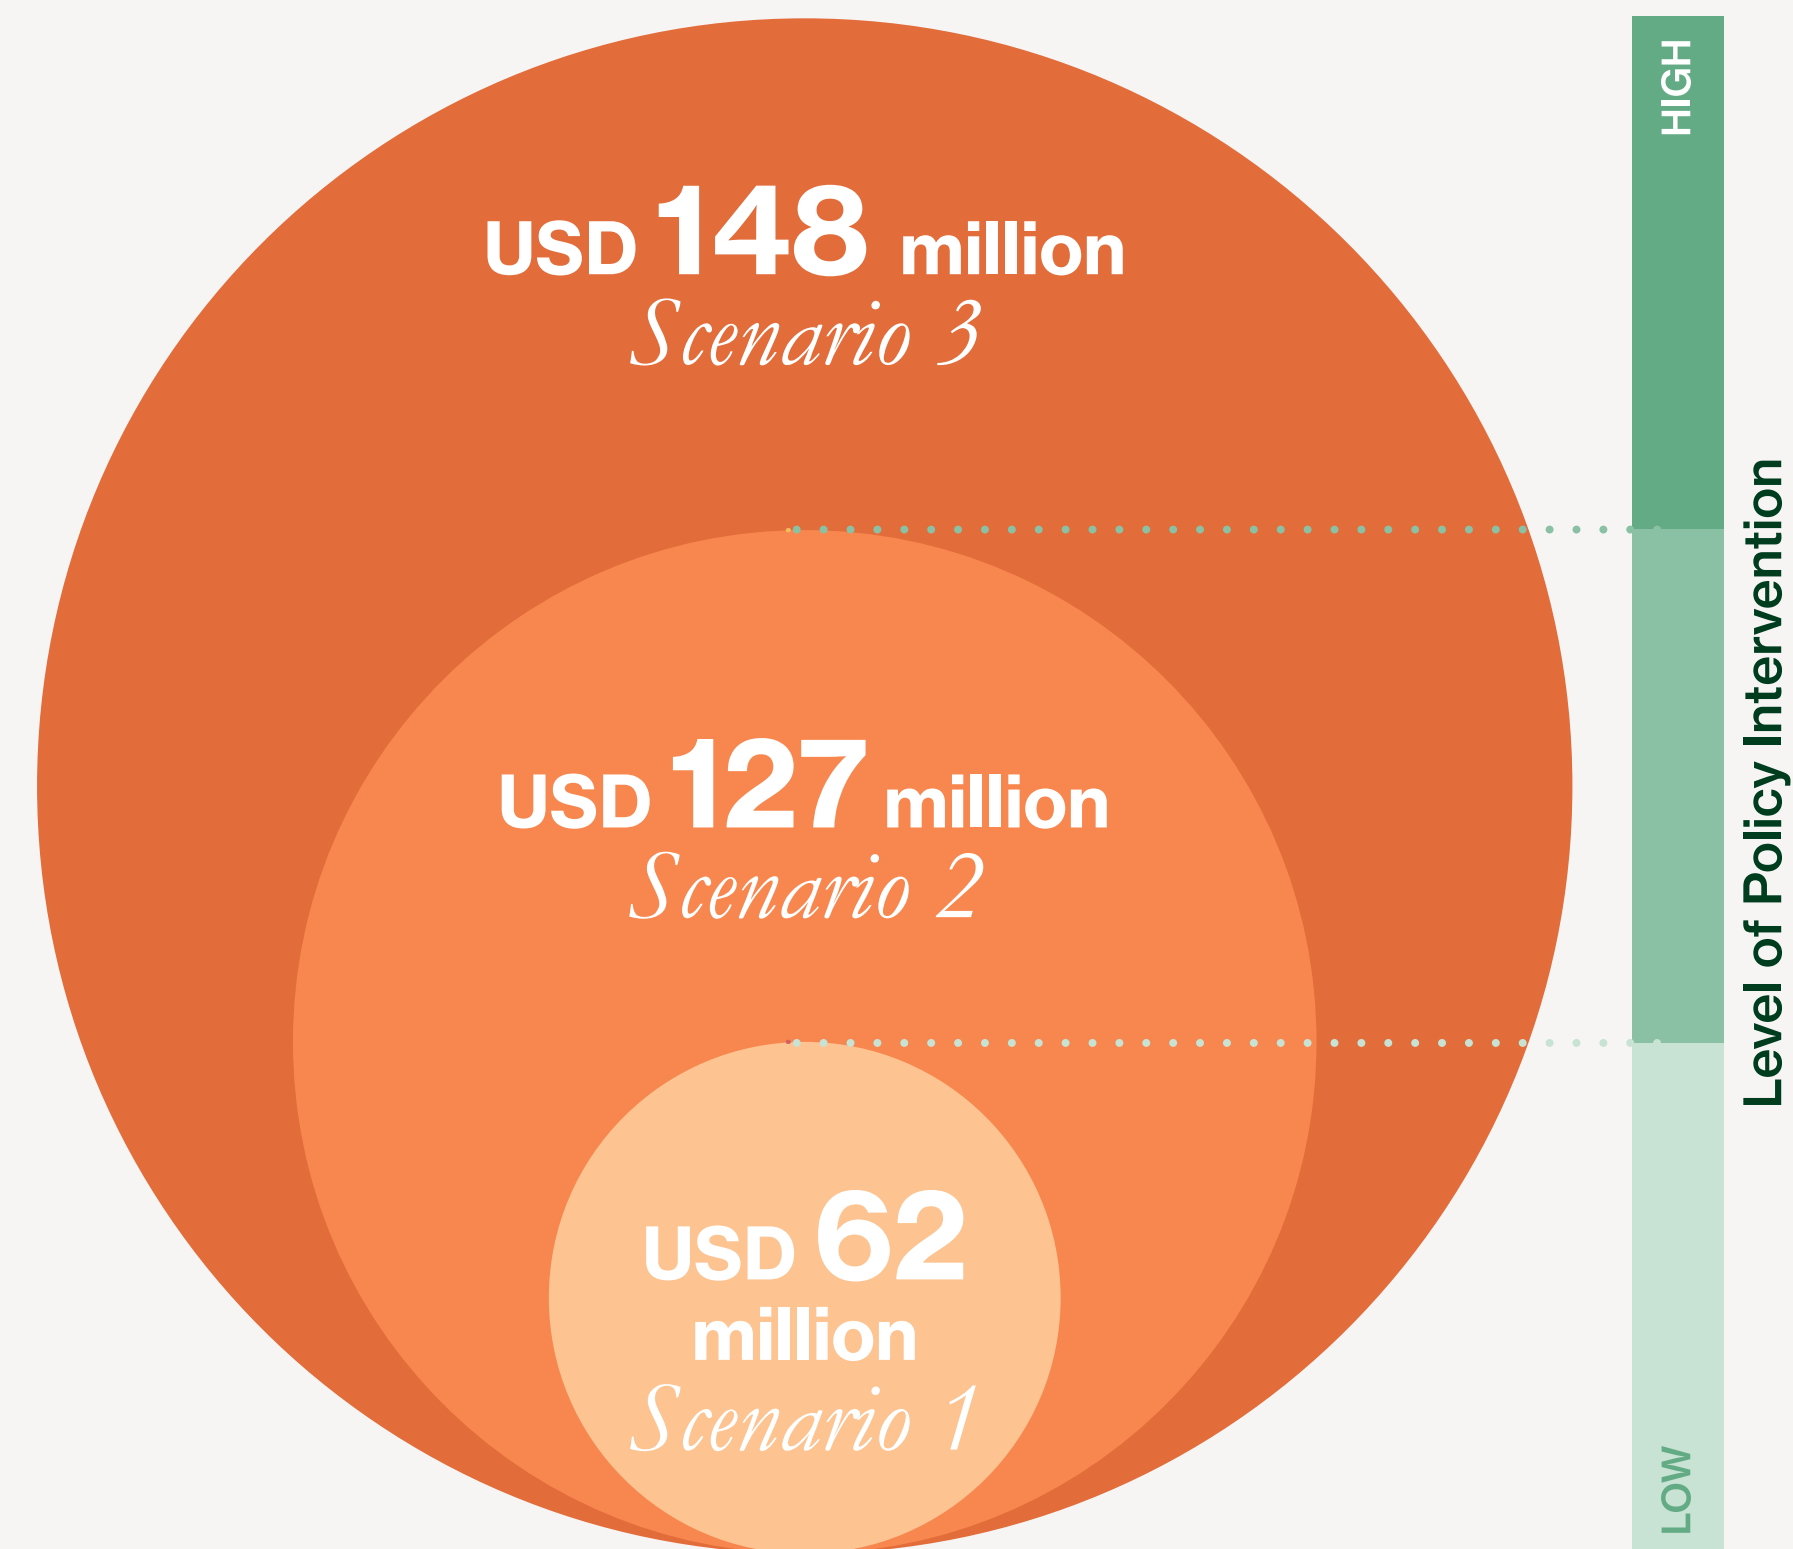 USD 148 million
Scenario 3
USD 127 million
Scenario 2
USD 62
million
Scenario 1
HIGH
Level of Policy Intervention
LOW